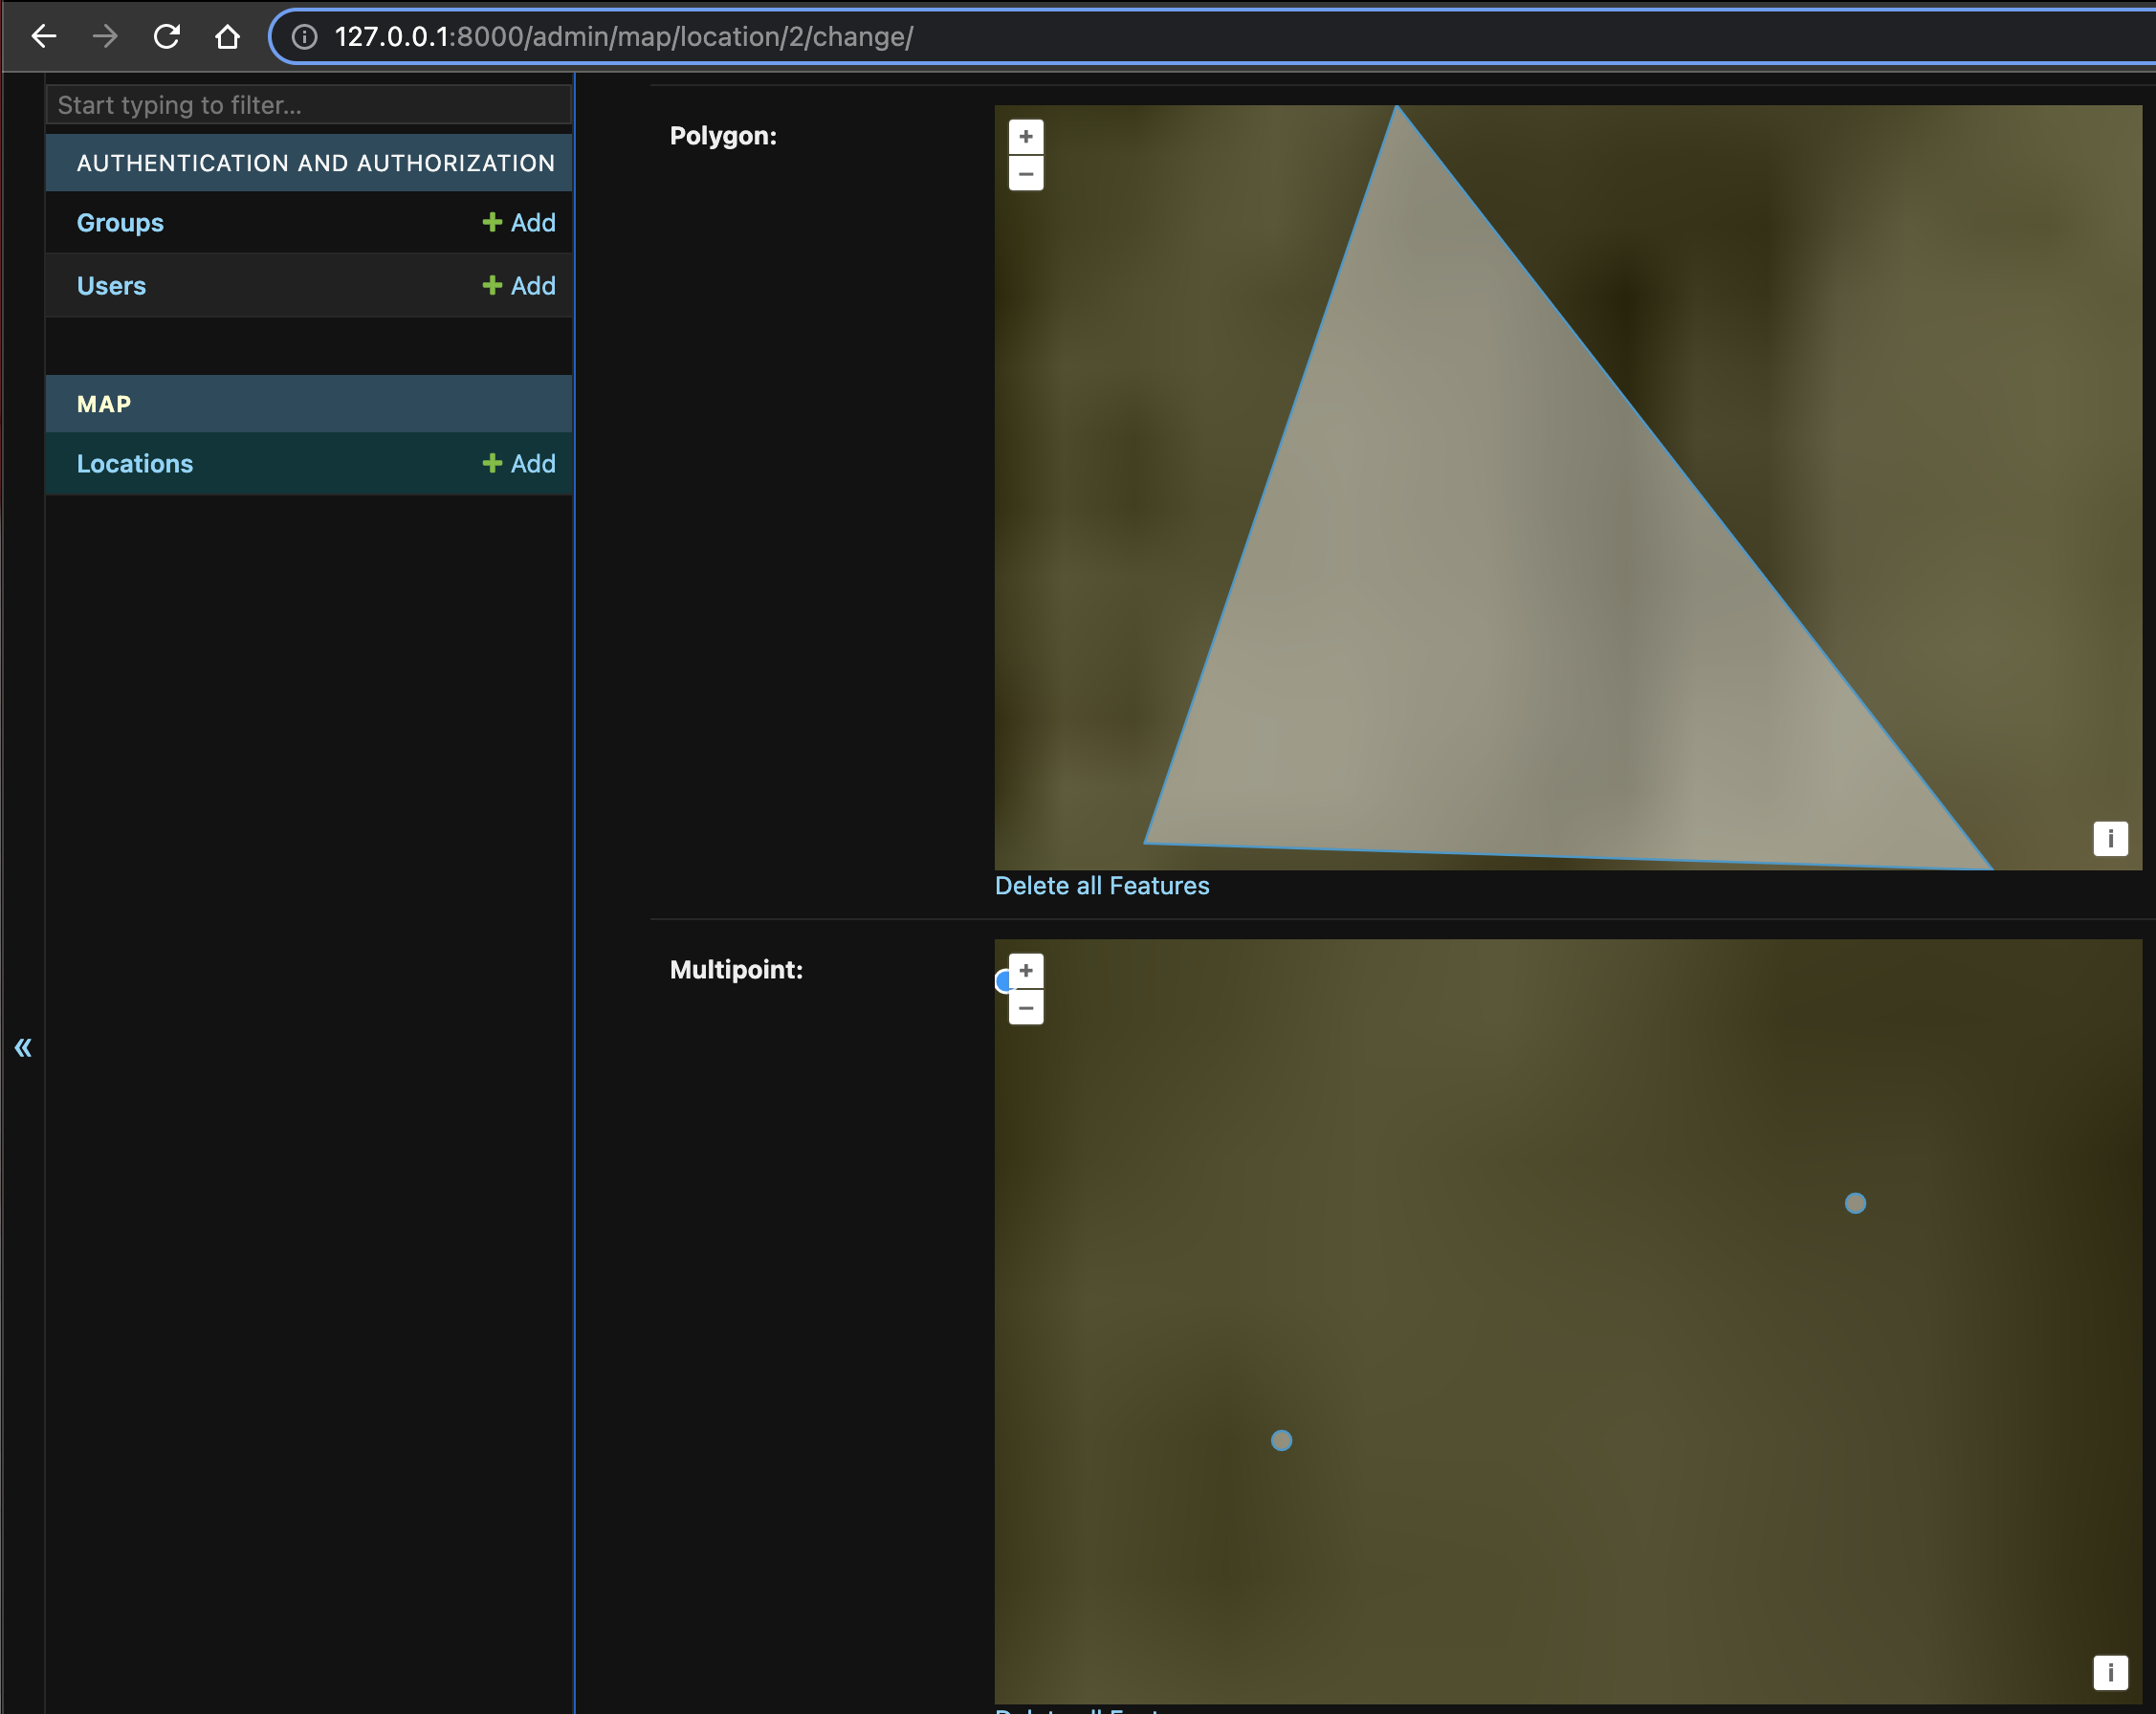 127.0.0.1:8000/admin/map/location/2/change/
Start typing to filter...
AUTHENTICATION AND AUTHORIZATION
Groups + Add
Users + Add
MAP
Locations + Add
«
Polygon:
+
−
i
Delete all Features
Multipoint:
+
−
i